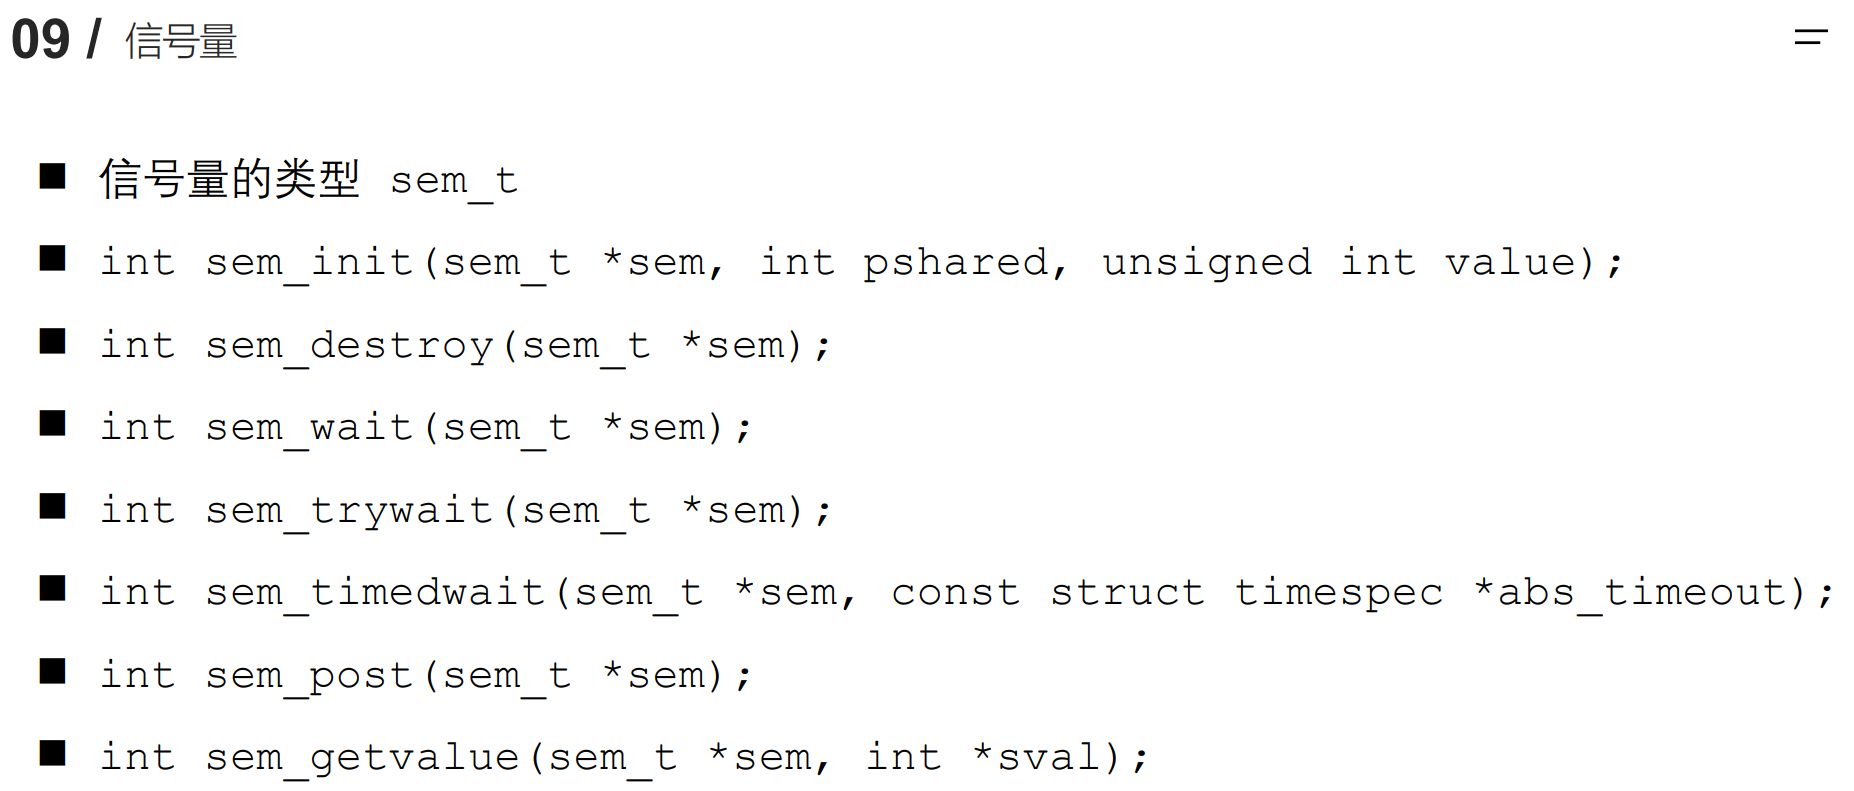 09 / 信号量
■ 信号量的类型 sem_t
■ int sem_init(sem_t *sem, int pshared, unsigned int value);
■ int sem_destroy(sem_t *sem);
■ int sem_wait(sem_t *sem);
■ int sem_trywait(sem_t *sem);
■ int sem_timedwait(sem_t *sem, const struct timespec *abs_timeout);
■ int sem_post(sem_t *sem);
■ int sem_getvalue(sem_t *sem, int *sval);